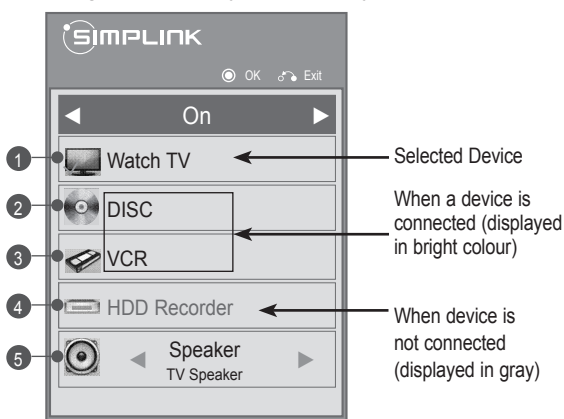 SIMPLINK
OK Exit
On
1 Watch TV
Selected Device
2 DISC
When a device is
connected (displayed
in bright colour)
3 VCR
4 HDD Recorder
When device is
not connected
(displayed in gray)
5 Speaker
TV Speaker